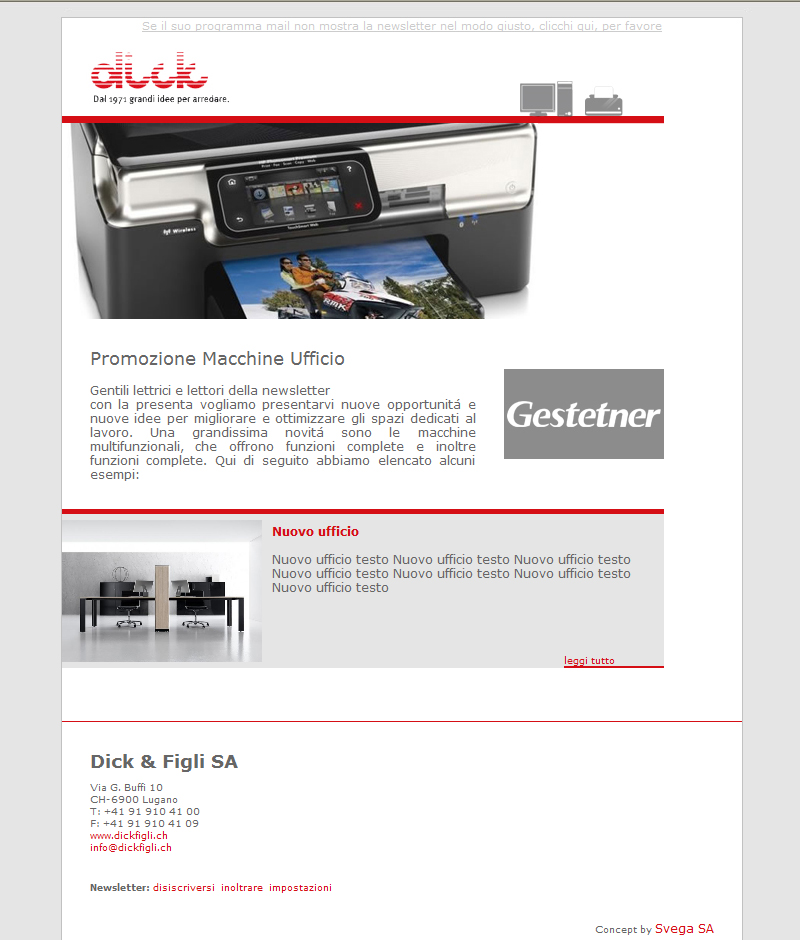 Se il suo programma mail non mostra la newsletter nel modo giusto, clicchi qui, per favore
dick
Dal 1971 grandi idee per arredare.
?
Wireless
TouchSmart Web
RMK
Promozione Macchine Ufficio
Gentili lettrici e lettori della newsletter
con la presenta vogliamo presentarvi nuove opportunitá e
nuove idee per migliorare e ottimizzare gli spazi dedicati al
lavoro. Una grandissima novitá sono le macchine
multifunzionali, che offrono funzioni complete e inoltre
funzioni complete. Qui di seguito abbiamo elencato alcuni
esempi:
Gestetner
Nuovo ufficio
Nuovo ufficio testo Nuovo ufficio testo Nuovo ufficio testo
Nuovo ufficio testo Nuovo ufficio testo Nuovo ufficio testo
Nuovo ufficio testo
leggi tutto
Dick & Figli SA
Via G. Buffi 10
CH-6900 Lugano
T: +41 91 910 41 00
F: +41 91 910 41 09
www.dickfigli.ch
info@dickfigli.ch
Newsletter: disiscriversi inoltrare impostazioni
Concept by Svega SA